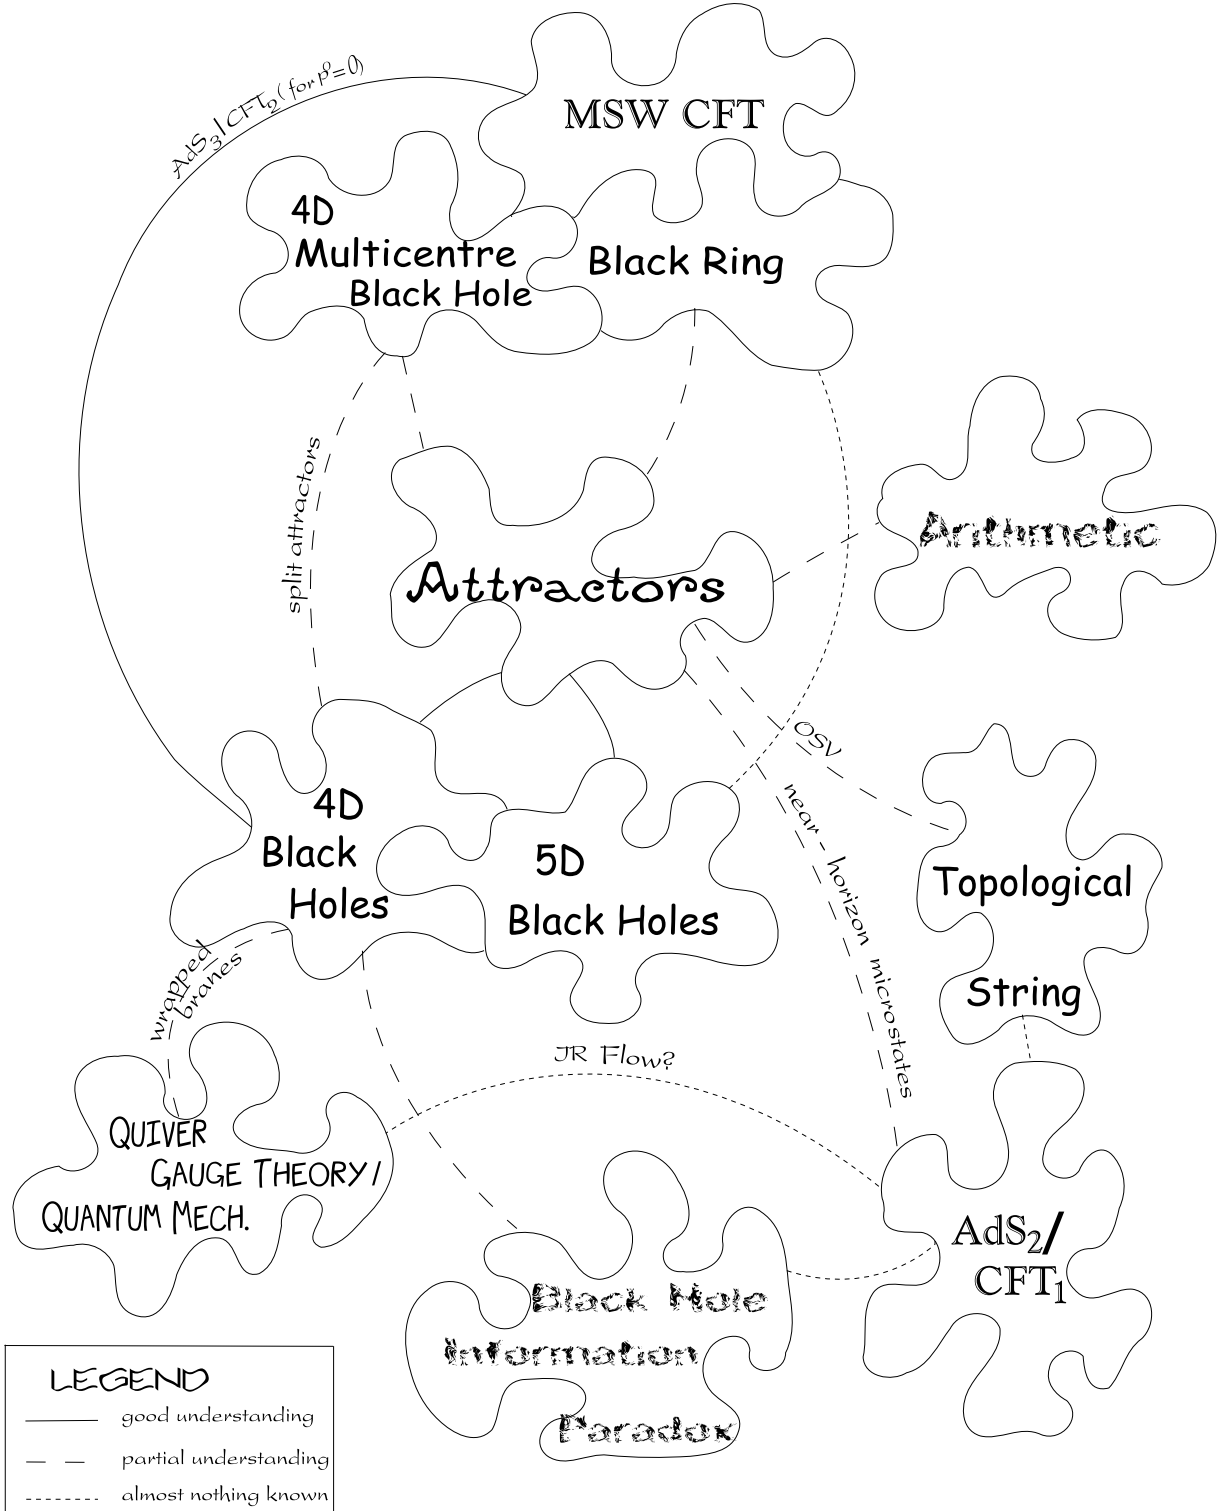 AdS3/CFT2 (for p⁰=0)
MSW CFT
4D
Multicentre
Black Hole
Black Ring
split attractors
Arithmetic
Attractors
OSV
near-horizon microstates
4D
Black
Holes
5D
Black Holes
Topological
String
wrapped
branes
IR Flow?
QUIVER
GAUGE THEORY/
QUANTUM MECH.
AdS2/
CFT1
Black Hole
Information
Paradox
LEGEND
good understanding
partial understanding
almost nothing known